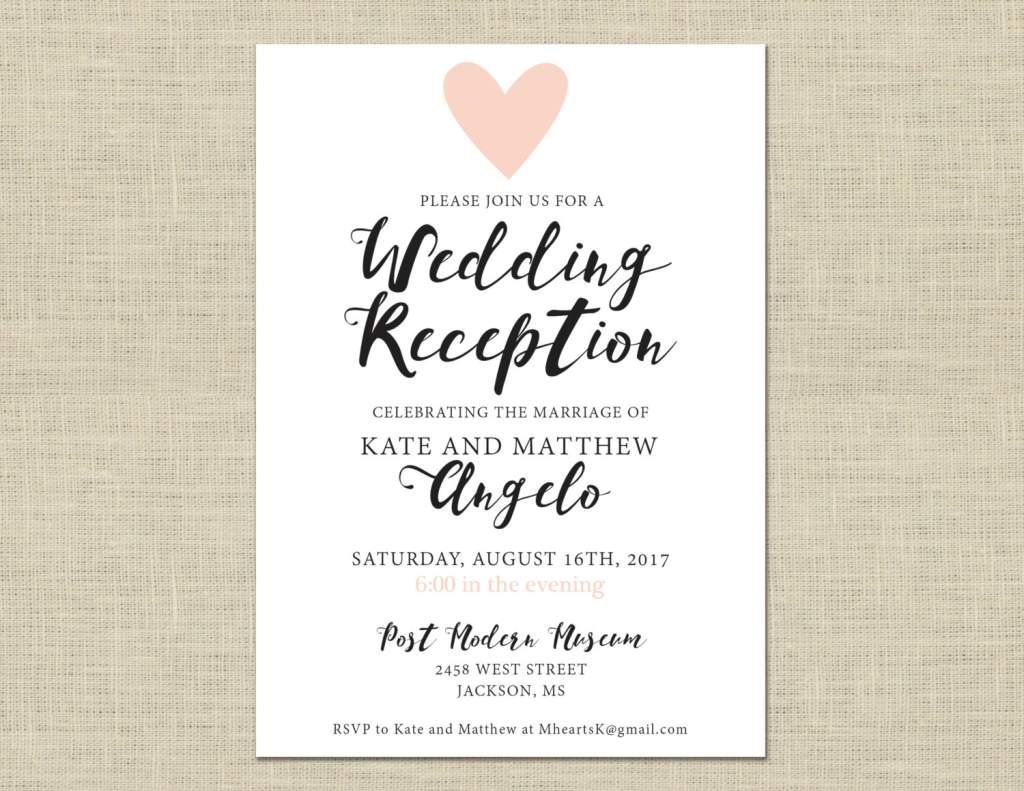 PLEASE JOIN US FOR A
Wedding
Reception
CELEBRATING THE MARRIAGE OF
KATE AND MATTHEW
Angelo
SATURDAY, AUGUST 16TH, 2017
6:00 in the evening
Post Modern Museum
2458 WEST STREET
JACKSON, MS
RSVP to Kate and Matthew at MheartsK@gmail.com